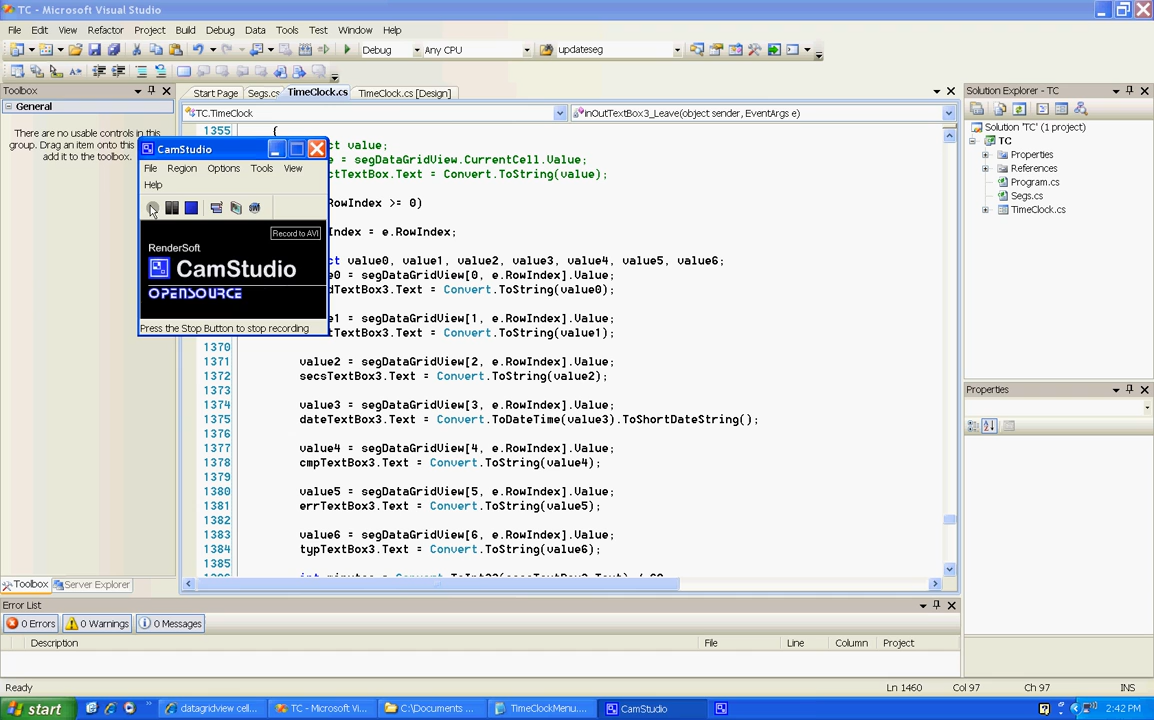 TC - Microsoft Visual Studio
File Edit View Refactor Project Build Debug Data Tools Test Window Help
Debug Any CPU updateseg
Toolbox
General
There are no usable controls in this
group. Drag an item onto this
add it to the toolbox.
Start Page Segs.cs TimeClock.cs TimeClock.cs [Design]
TC.TimeClock
inOutTextBox3_Leave(object sender, EventArgs e)
1355 {
ct value;
e = segDataGridView.CurrentCell.Value;
ctTextBox.Text = Convert.ToString(value);
RowIndex >= 0)
ndex = e.RowIndex;
ct value0, value1, value2, value3, value4, value5, value6;
e0 = segDataGridView[0, e.RowIndex].Value;
dTextBox3.Text = Convert.ToString(value0);
e1 = segDataGridView[1, e.RowIndex].Value;
tTextBox3.Text = Convert.ToString(value1);
1370
1371 value2 = segDataGridView[2, e.RowIndex].Value;
1372 secsTextBox3.Text = Convert.ToString(value2);
1373
1374 value3 = segDataGridView[3, e.RowIndex].Value;
1375 dateTextBox3.Text = Convert.ToDateTime(value3).ToShortDateString();
1376
1377 value4 = segDataGridView[4, e.RowIndex].Value;
1378 cmpTextBox3.Text = Convert.ToString(value4);
1379
1380 value5 = segDataGridView[5, e.RowIndex].Value;
1381 errTextBox3.Text = Convert.ToString(value5);
1382
1383 value6 = segDataGridView[6, e.RowIndex].Value;
1384 typTextBox3.Text = Convert.ToString(value6);
1385
CamStudio
File Region Options Tools View
Help
Record to AVI
RenderSoft
CamStudio
OPENSOURCE
Press the Stop Button to stop recording
Solution Explorer - TC
Solution 'TC' (1 project)
TC
Properties
References
Program.cs
Segs.cs
TimeClock.cs
Properties
Toolbox Server Explorer
Error List
0 Errors 0 Warnings 0 Messages
Description File Line Column Project
Ready Ln 1460 Col 97 Ch 97 INS
start datagridview cell... TC - Microsoft Vi... C:\Documents ... TimeClockMenu.... CamStudio 2:42 PM